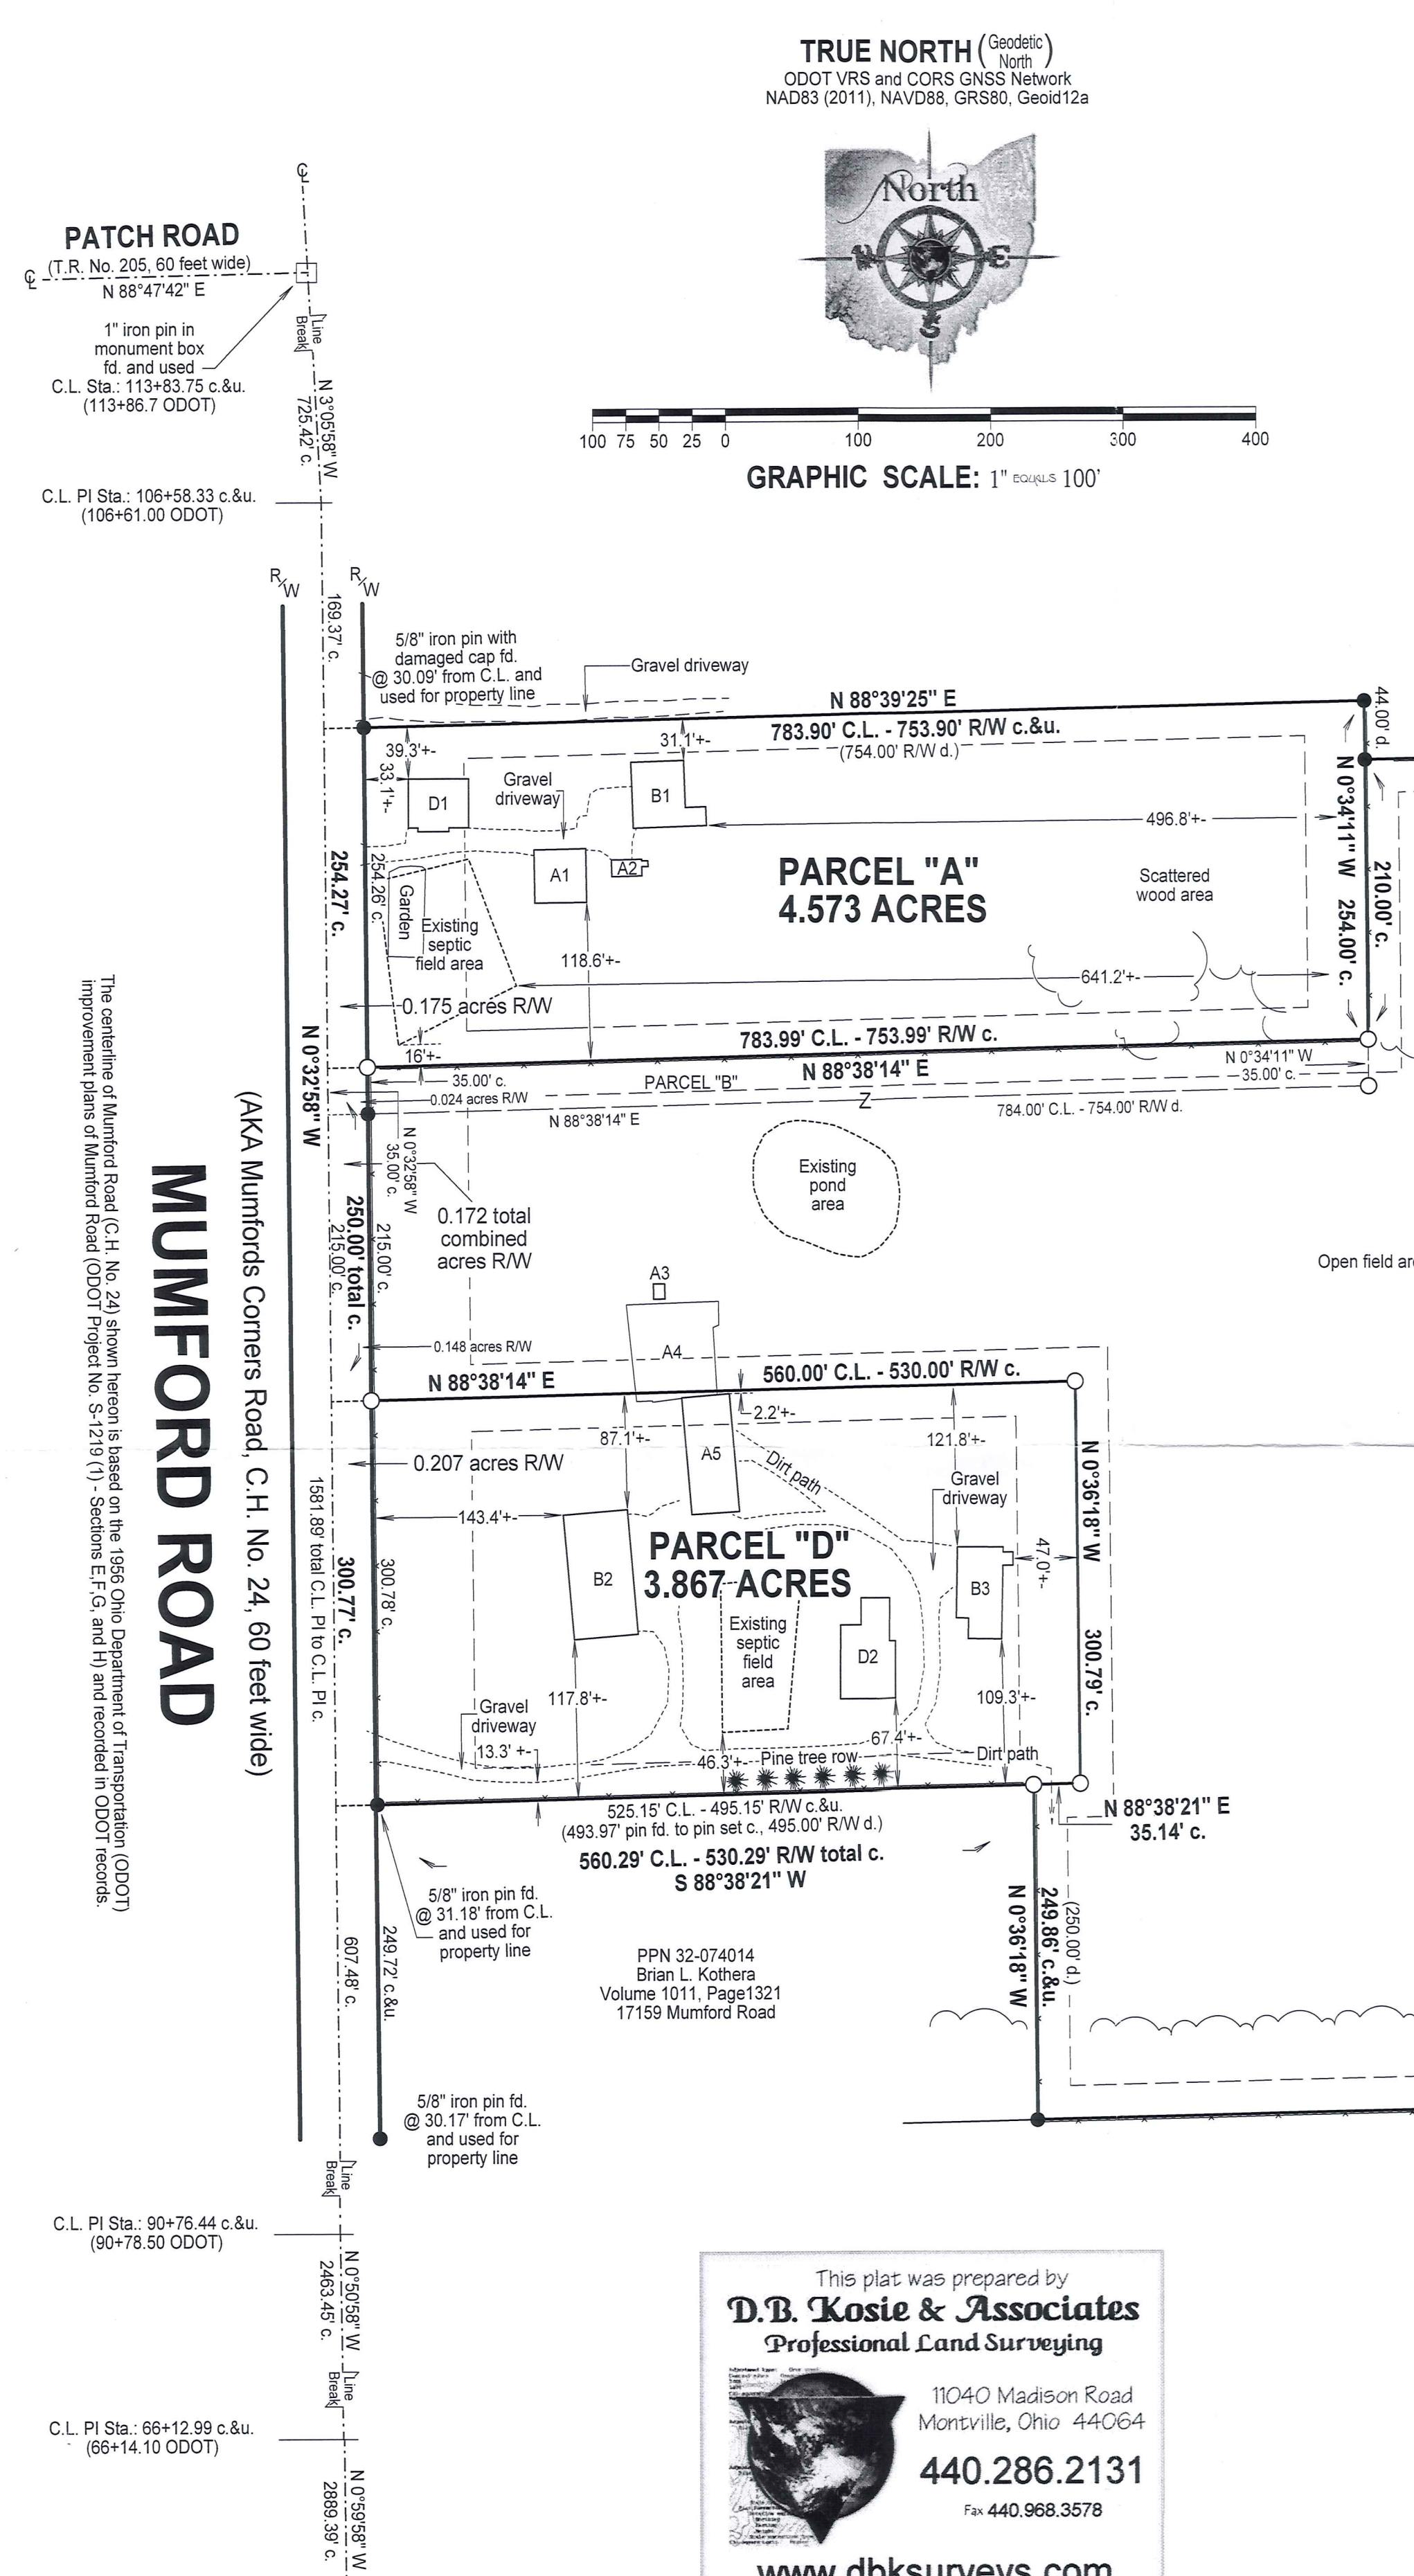 TRUE NORTH (Geodetic North)
ODOT VRS and CORS GNSS Network
NAD83 (2011), NAVD88, GRS80, Geoid12a
North
W
E
S
100 75 50 25 0 100 200 300 400
GRAPHIC SCALE: 1" EQUALS 100'
℄
PATCH ROAD
(T.R. No. 205, 60 feet wide)
℄
N 88°47'42" E
1" iron pin in
monument box
fd. and used
C.L. Sta.: 113+83.75 c.&u.
(113+86.7 ODOT)
Line
Break
N 3°05'58" W
725.42' c.
C.L. PI Sta.: 106+58.33 c.&u.
(106+61.00 ODOT)
R/W
R/W
169.37' c.
5/8" iron pin with
damaged cap fd.
@ 30.09' from C.L. and
used for property line
Gravel driveway
N 88°39'25" E
783.90' C.L. - 753.90' R/W c.&u.
(754.00' R/W d.)
44.00' d.
39.3'+-
33.1'+-
31.1'+-
D1
Gravel
driveway
B1
496.8'+-
A1
A2
PARCEL "A"
4.573 ACRES
Scattered
wood area
N 0°34'11" W 254.00' c.
210.00' c.
254.27' c.
254.26' c.
Garden
Existing
septic
field area
118.6'+-
641.2'+-
0.175 acres R/W
16'+-
783.99' C.L. - 753.99' R/W c.
N 88°38'14" E
N 0°34'11" W
35.00' c.
35.00' c.
PARCEL "B"
0.024 acres R/W
N 88°38'14" E
Z
784.00' C.L. - 754.00' R/W d.
N 0°32'58" W
N 0°32'58" W
35.00' c.
Existing
pond
area
0.172 total
combined
acres R/W
250.00' total c.
215.00' c.
215.00' c.
Open field ar
A3
0.148 acres R/W
A4
N 88°38'14" E
560.00' C.L. - 530.00' R/W c.
2.2'+-
87.1'+-
A5
Dirt path
121.8'+-
Gravel
driveway
N 0°36'18" W
300.79' c.
0.207 acres R/W
143.4'+-
47.0'+-
PARCEL "D"
3.867 ACRES
B2
B3
Existing
septic
field
area
D2
1581.89' total C.L. PI to C.L. PI c.
300.77' c.
300.78' c.
117.8'+-
109.3'+-
Gravel
driveway
13.3' +-
46.3'+-
Pine tree row
67.4'+-
Dirt path
525.15' C.L. - 495.15' R/W c.&u.
(493.97' pin fd. to pin set c., 495.00' R/W d.)
560.29' C.L. - 530.29' R/W total c.
S 88°38'21" W
N 88°38'21" E
35.14' c.
MUMFORD ROAD
(AKA Mumfords Corners Road, C.H. No. 24, 60 feet wide)
The centerline of Mumford Road (C.H. No. 24) shown hereon is based on the 1956 Ohio Department of Transportation (ODOT)
improvement plans of Mumford Road (ODOT Project No. S-1219 (1) - Sections E,F,G, and H) and recorded in ODOT records.
5/8" iron pin fd.
@ 31.18' from C.L.
and used for
property line
PPN 32-074014
Brian L. Kothera
Volume 1011, Page1321
17159 Mumford Road
N 0°36'18" W
249.86' c.&u.
(250.00' d.)
607.48' c.
249.72' c.&u.
5/8" iron pin fd.
@ 30.17' from C.L.
and used for
property line
Line
Break
C.L. PI Sta.: 90+76.44 c.&u.
(90+78.50 ODOT)
N 0°50'58" W
2463.45' c.
Line
Break
C.L. PI Sta.: 66+12.99 c.&u.
(66+14.10 ODOT)
N 0°59'58" W
2889.39' c.
This plat was prepared by
D.B. Kosie & Associates
Professional Land Surveying
11040 Madison Road
Montville, Ohio 44064
440.286.2131
Fax 440.968.3578
www.dbksurveys.com